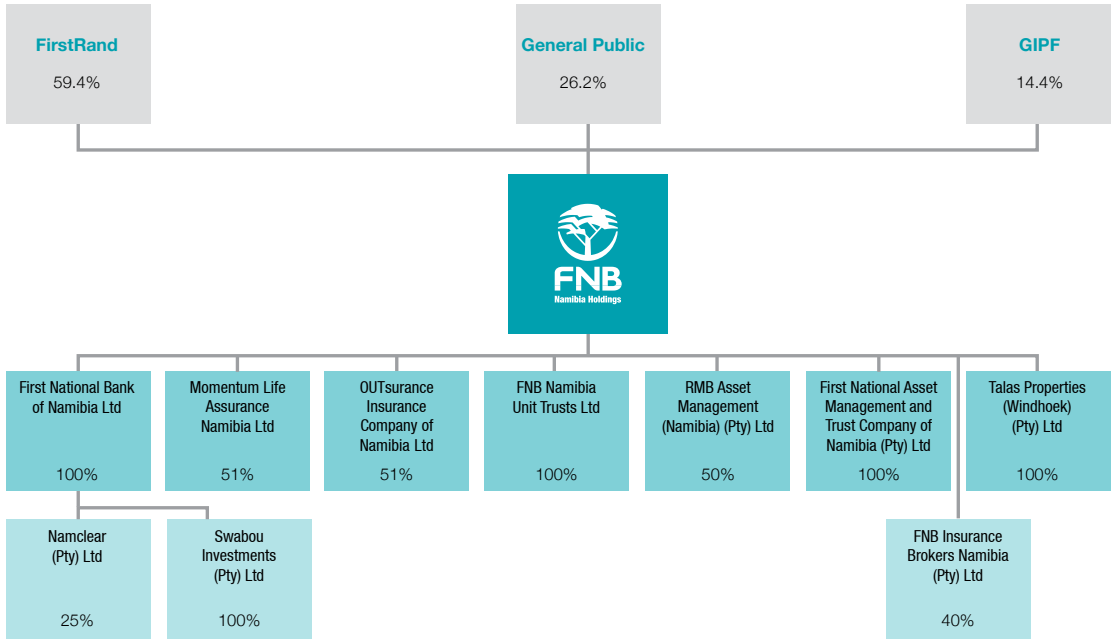 FirstRand
59.4%
General Public
26.2%
GIPF
14.4%
FNB
Namibia Holdings
First National Bank
of Namibia Ltd
100%
Momentum Life
Assurance
Namibia Ltd
51%
OUTsurance
Insurance
Company of
Namibia Ltd
51%
FNB Namibia
Unit Trusts Ltd
100%
RMB Asset
Management
(Namibia) (Pty) Ltd
50%
First National Asset
Management and
Trust Company of
Namibia (Pty) Ltd
100%
Talas Properties
(Windhoek)
(Pty) Ltd
100%
Namclear
(Pty) Ltd
25%
Swabou
Investments
(Pty) Ltd
100%
FNB Insurance
Brokers Namibia
(Pty) Ltd
40%